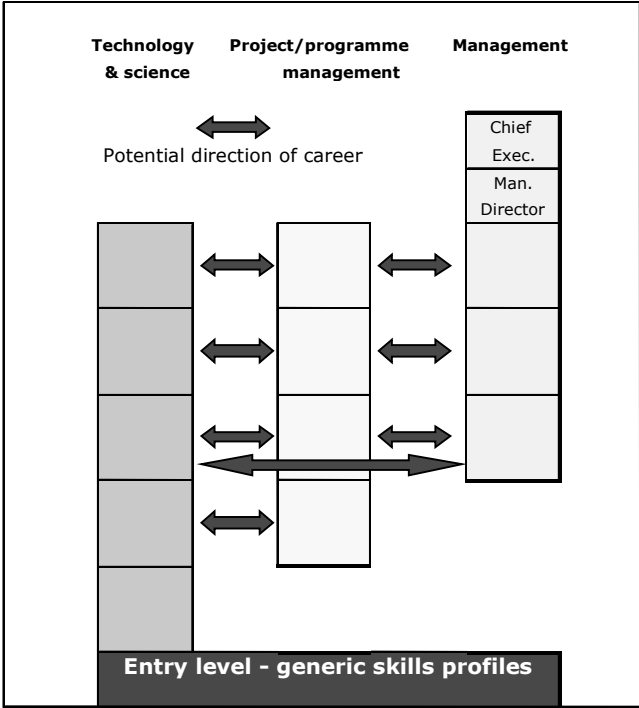 Technology
& science
Project/programme
management
Management
Potential direction of career
Chief
Exec.
Man.
Director
Entry level - generic skills profiles